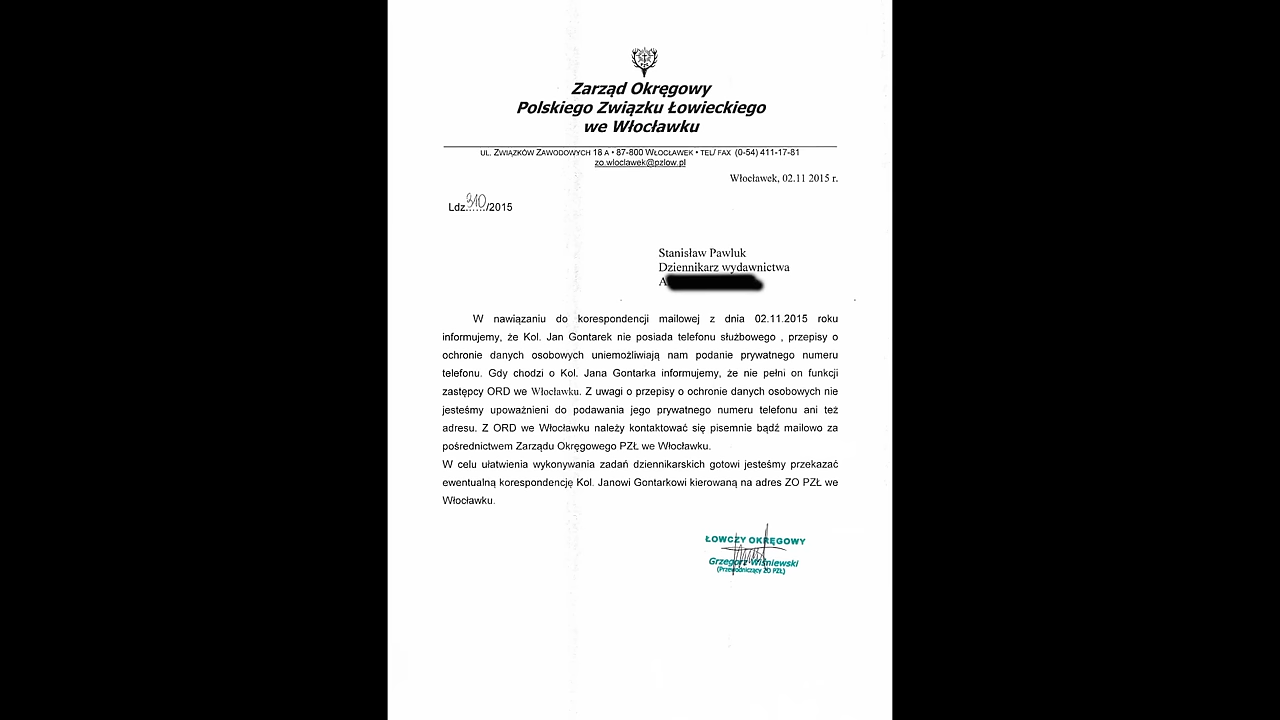 Zarząd Okręgowy
Polskiego Związku Łowieckiego
we Włocławku
UL. ZWIĄZKÓW ZAWODOWYCH 18 A • 87-800 WŁOCŁAWEK • TEL/ FAX (0-54) 411-17-81
zo.wloclawek@pzlow.pl
Włocławek, 02.11 2015 r.
Ldz.310/2015
Stanisław Pawluk
Dziennikarz wydawnictwa
A
W nawiązaniu do korespondencji mailowej z dnia 02.11.2015 roku
informujemy, że Kol. Jan Gontarek nie posiada telefonu służbowego , przepisy o
ochronie danych osobowych uniemożliwiają nam podanie prywatnego numeru
telefonu. Gdy chodzi o Kol. Jana Gontarka informujemy, że nie pełni on funkcji
zastępcy ORD we Włocławku. Z uwagi o przepisy o ochronie danych osobowych nie
jesteśmy upoważnieni do podawania jego prywatnego numeru telefonu ani też
adresu. Z ORD we Włocławku należy kontaktować się pisemnie bądź mailowo za
pośrednictwem Zarządu Okręgowego PZŁ we Włocławku.
W celu ułatwienia wykonywania zadań dziennikarskich gotowi jesteśmy przekazać
ewentualną korespondencję Kol. Janowi Gontarkowi kierowaną na adres ZO PZŁ we
Włocławku.
ŁOWCZY OKRĘGOWY
Grzegorz Wiśniewski
(Przewodniczący ZO PZŁ)